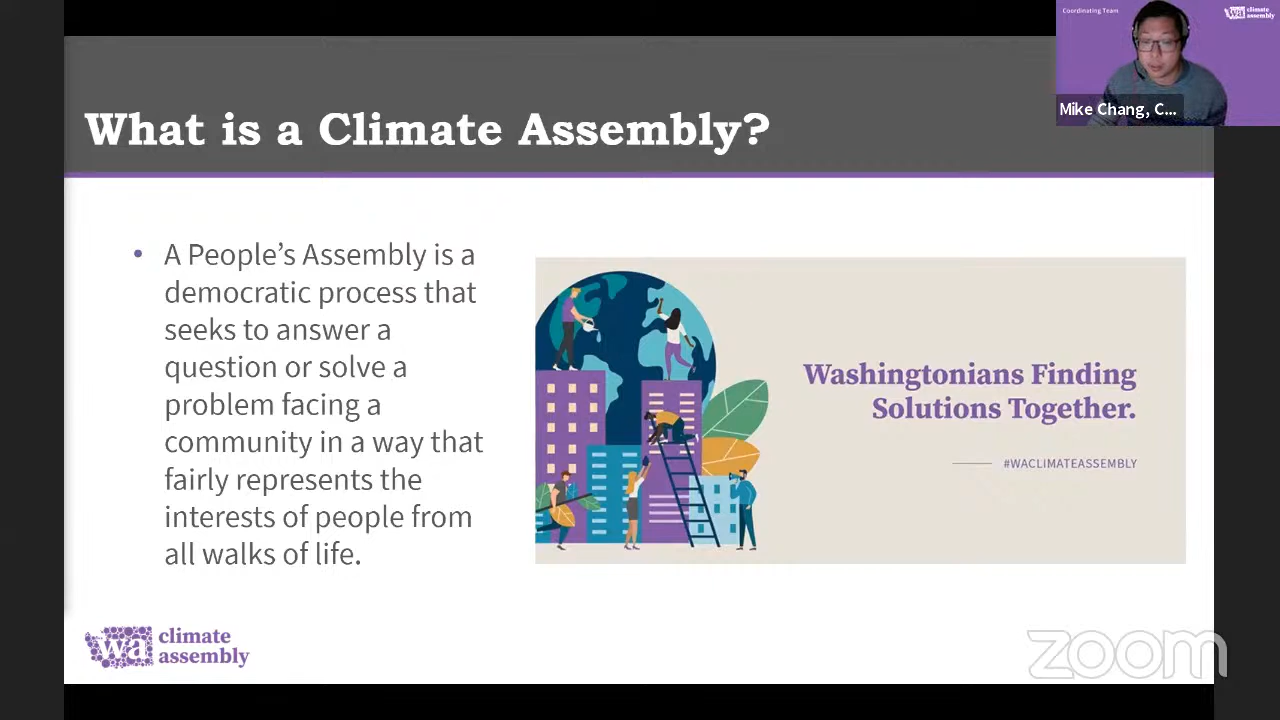 Coordinating Team
wa climate
assembly
Mike Chang, C...
What is a Climate Assembly?
• A People’s Assembly is a
democratic process that
seeks to answer a
question or solve a
problem facing a
community in a way that
fairly represents the
interests of people from
all walks of life.
Washingtonians Finding
Solutions Together.
#WACLIMATEASSEMBLY
wa climate
assembly
zoom